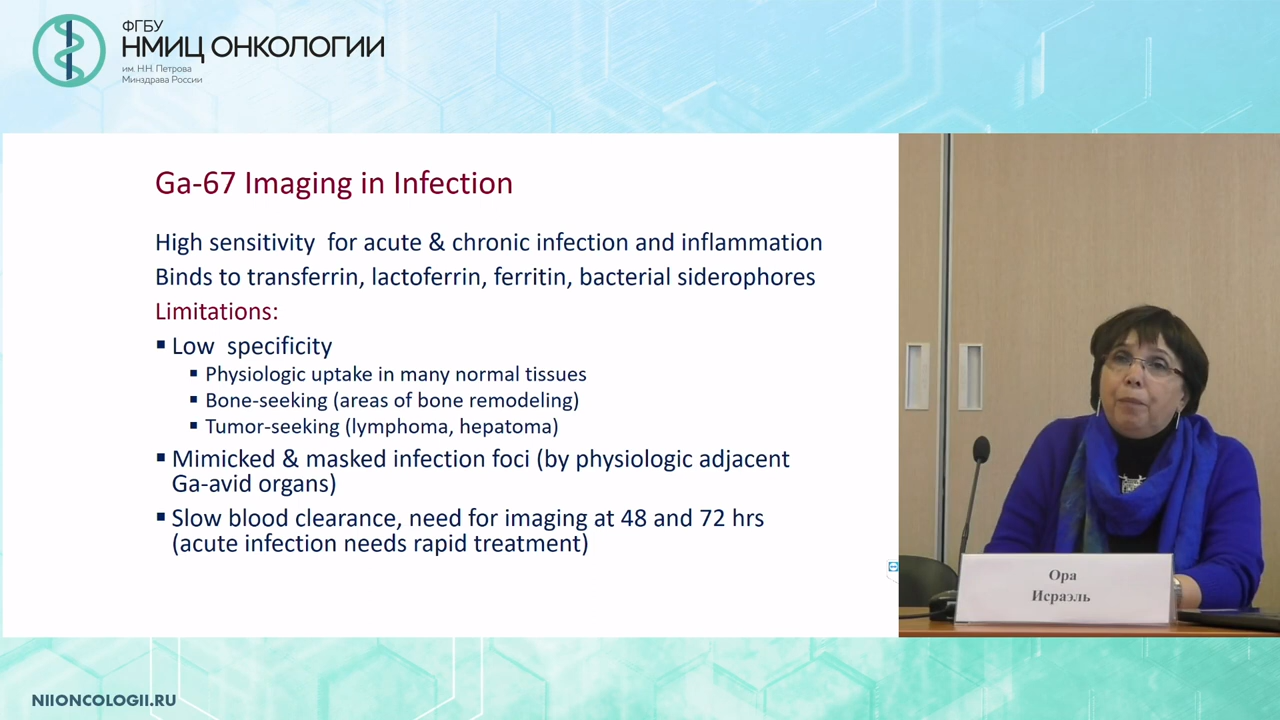 ФГБУ
НМИЦ ОНКОЛОГИИ
им. Н.Н. Петрова
Минздрава России
Ga-67 Imaging in Infection
High sensitivity for acute & chronic infection and inflammation
Binds to transferrin, lactoferrin, ferritin, bacterial siderophores
Limitations:
▪ Low specificity
▪ Physiologic uptake in many normal tissues
▪ Bone-seeking (areas of bone remodeling)
▪ Tumor-seeking (lymphoma, hepatoma)
▪ Mimicked & masked infection foci (by physiologic adjacent
Ga-avid organs)
▪ Slow blood clearance, need for imaging at 48 and 72 hrs
(acute infection needs rapid treatment)
Ора
Исраэль
NIIONCOLOGII.RU